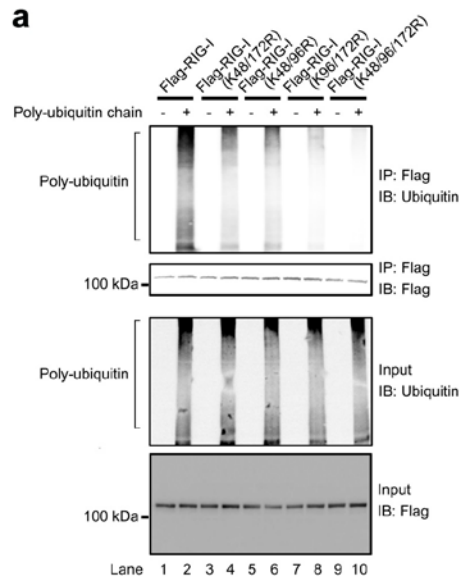 a
Flag-RIG-I
Flag-RIG-I
(K48/172R)
Flag-RIG-I
(K48/96R)
Flag-RIG-I
(K96/172R)
Flag-RIG-I
(K48/96/172R)
Poly-ubiquitin chain - + - + - + - + - +
Poly-ubiquitin
IP: Flag
IB: Ubiquitin
IP: Flag
IB: Flag
100 kDa
Poly-ubiquitin
Input
IB: Ubiquitin
Input
IB: Flag
100 kDa
Lane 1 2 3 4 5 6 7 8 9 10